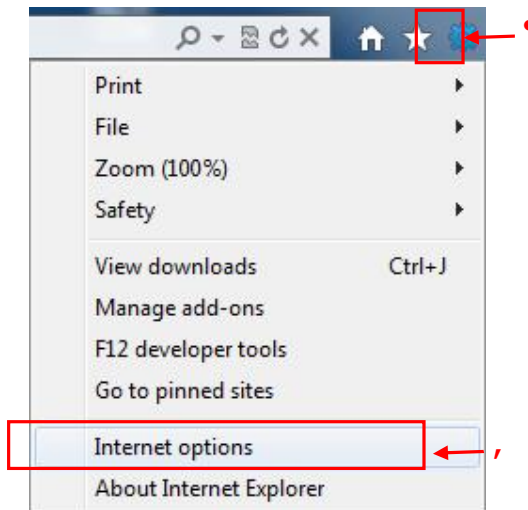 Print
File
Zoom (100%)
Safety
View downloads Ctrl+J
Manage add-ons
F12 developer tools
Go to pinned sites
Internet options
About Internet Explorer